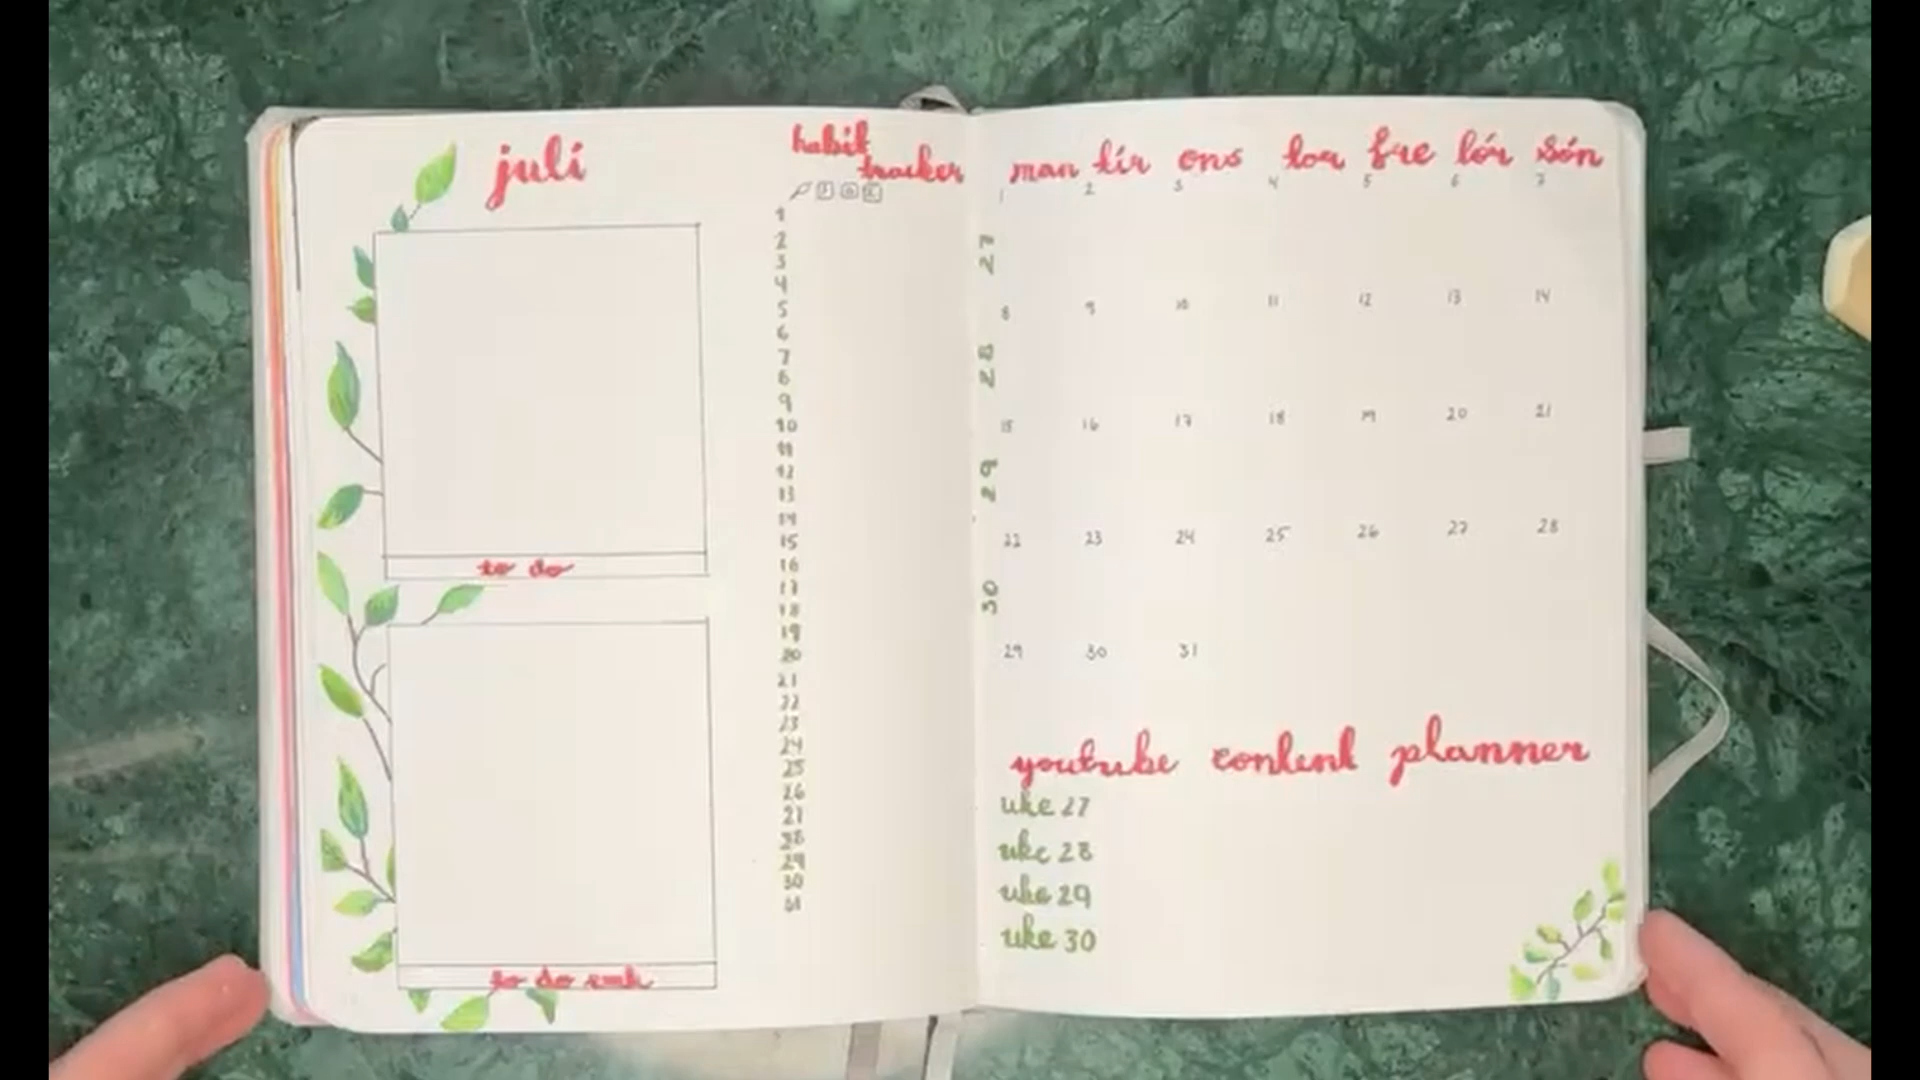 juli
to do
to do
habit
tracker
1
2
3
4
5
6
7
8
9
10
11
12
13
14
15
16
17
18
19
20
21
22
23
24
25
26
27
28
29
30
31
man tir ons tor fre lör sön
1 2 3 4 5 6 7
27
8 9 10 11 12 13 14
28
15 16 17 18 19 20 21
29
22 23 24 25 26 27 28
30
29 30 31
youtube content planner
uke 27
uke 28
uke 29
uke 30